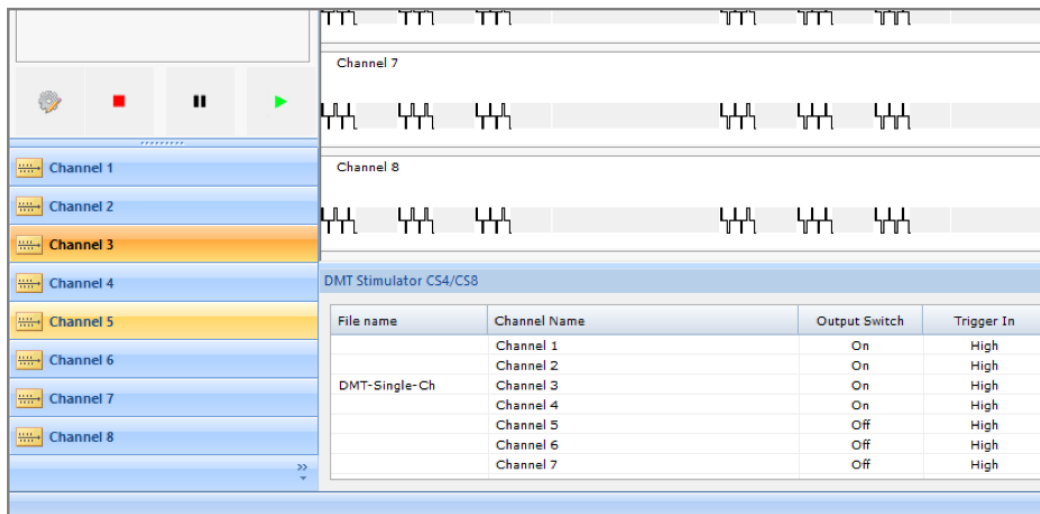 Channel 7
Channel 8
Channel 1
Channel 2
Channel 3
Channel 4
Channel 5
Channel 6
Channel 7
Channel 8
DMT Stimulator CS4/CS8
File name Channel Name Output Switch Trigger In
Channel 1 On High
Channel 2 On High
DMT-Single-Ch Channel 3 On High
Channel 4 On High
Channel 5 Off High
Channel 6 Off High
Channel 7 Off High